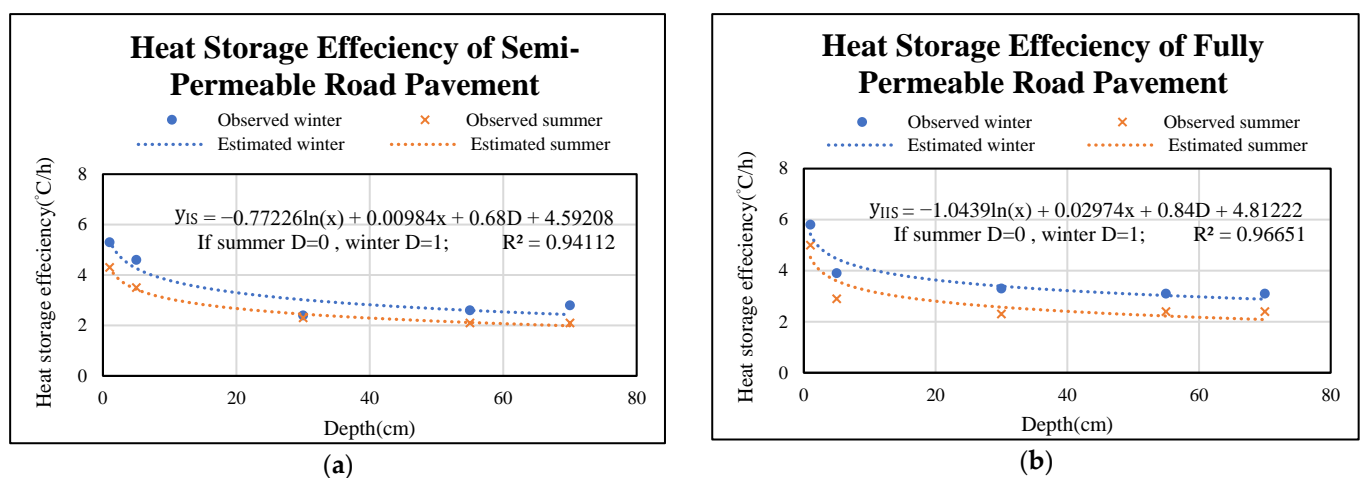 Heat Storage Effeciency of Semi-
Permeable Road Pavement
Observed winter
Observed summer
Estimated winter
Estimated summer
Heat storage effeciency(°C/h)
8
6
4
2
0
yIS = −0.77226ln(x) + 0.00984x + 0.68D + 4.59208
If summer D=0 , winter D=1; R² = 0.94112
0
20
40
60
80
Depth(cm)
(a)
Heat Storage Effeciency of Fully
Permeable Road Pavement
Observed winter
Observed summer
Estimated winter
Estimated summer
Heat storage effeciency(°C/h)
8
6
4
2
0
yIIS = -1.0439ln(x) + 0.02974x + 0.84D + 4.81222
If summer D=0 , winter D=1; R² = 0.96651
0
20
40
60
80
Depth(cm)
(b)